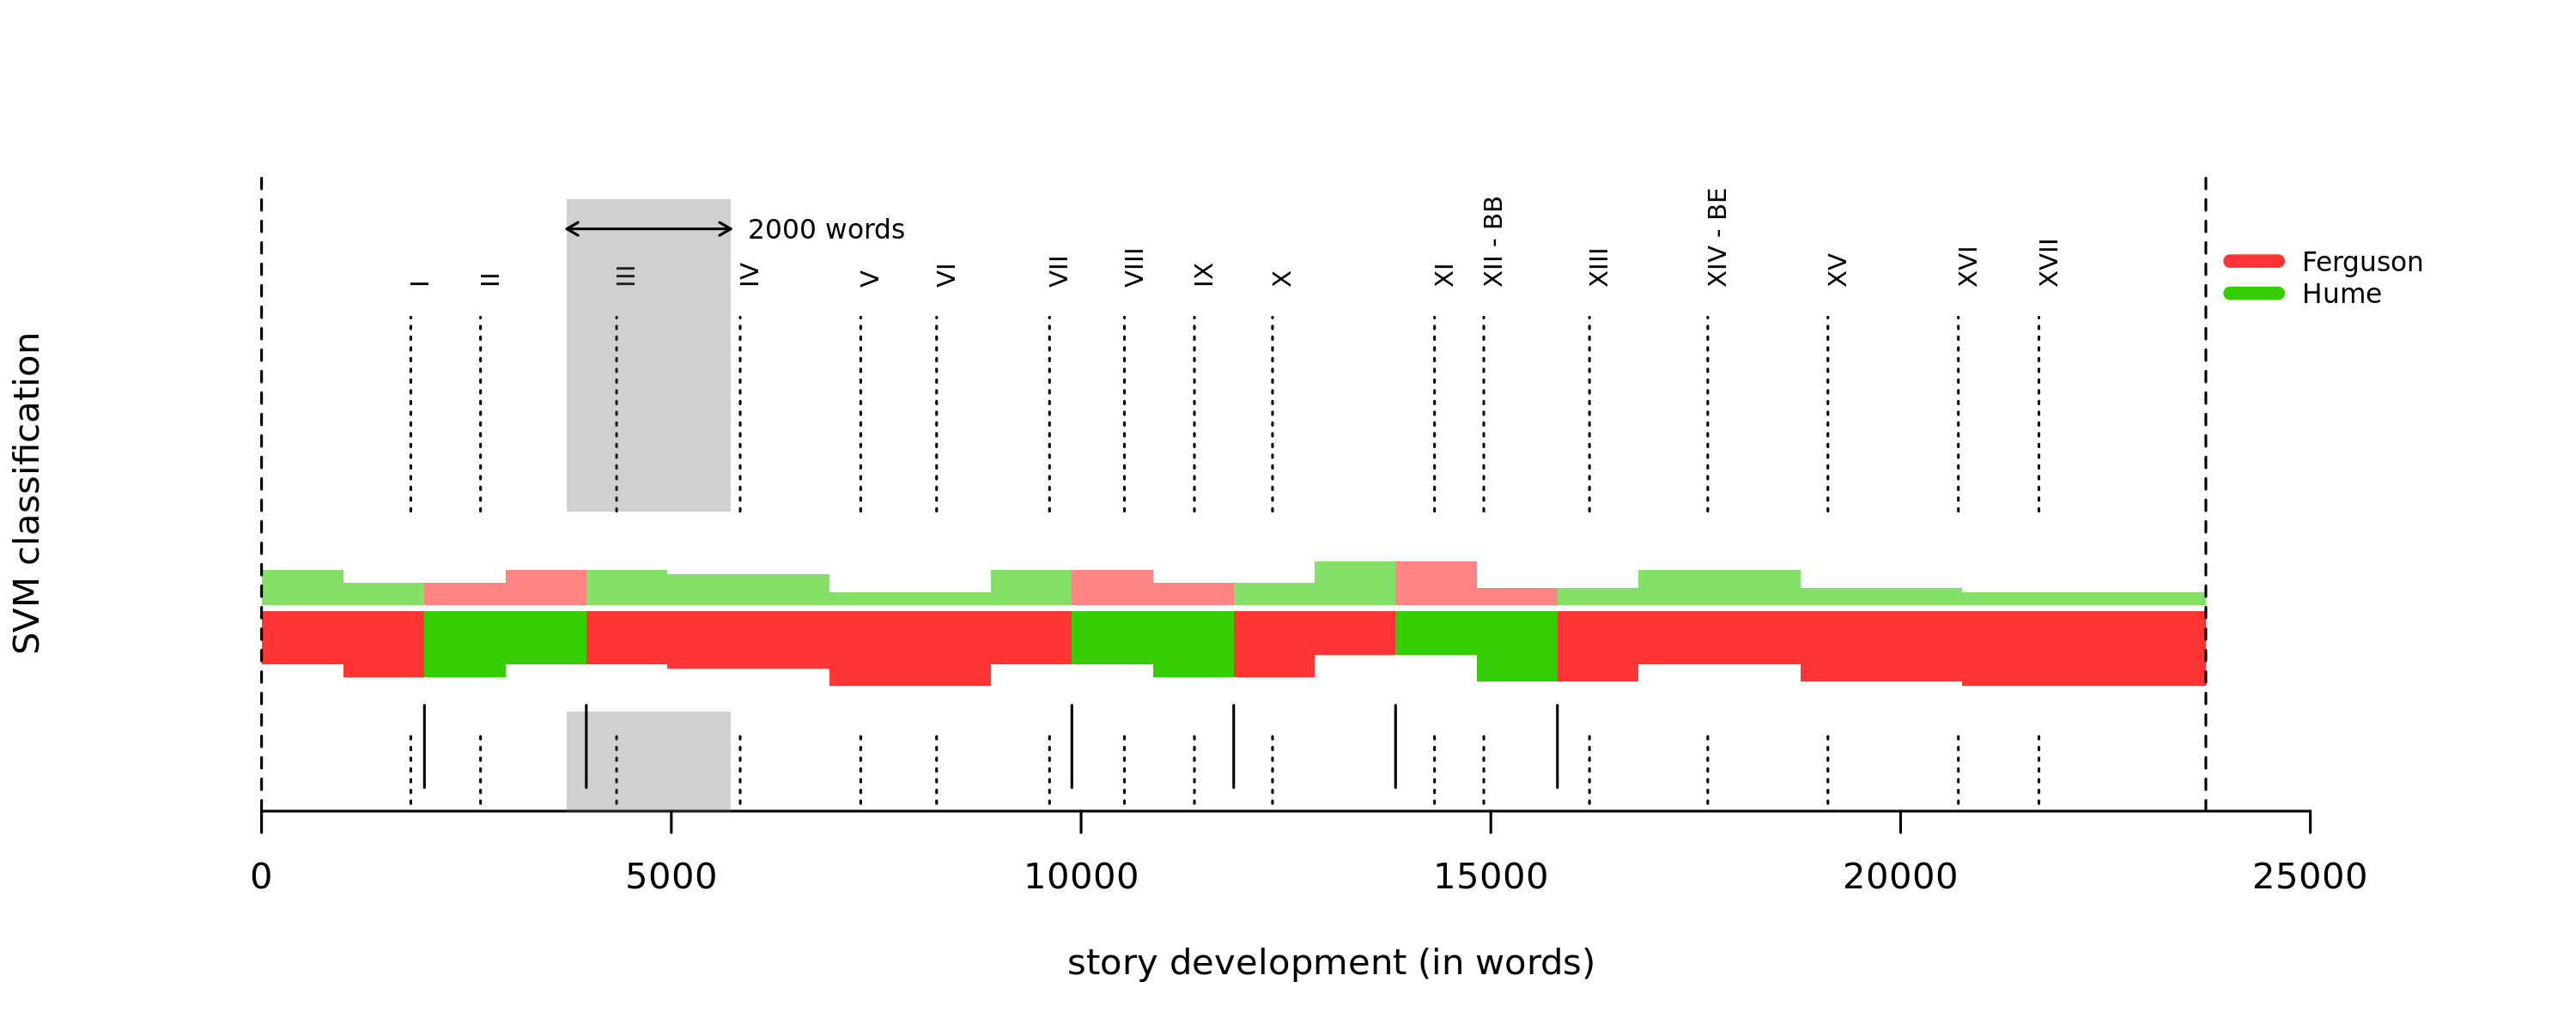 2000 words
I
II
III
IV
V
VI
VII
VIII
IX
X
XI
XII - BB
XIII
XIV - BE
XV
XVI
XVII
Ferguson
Hume
SVM classification
0
5000
10000
15000
20000
25000
story development (in words)